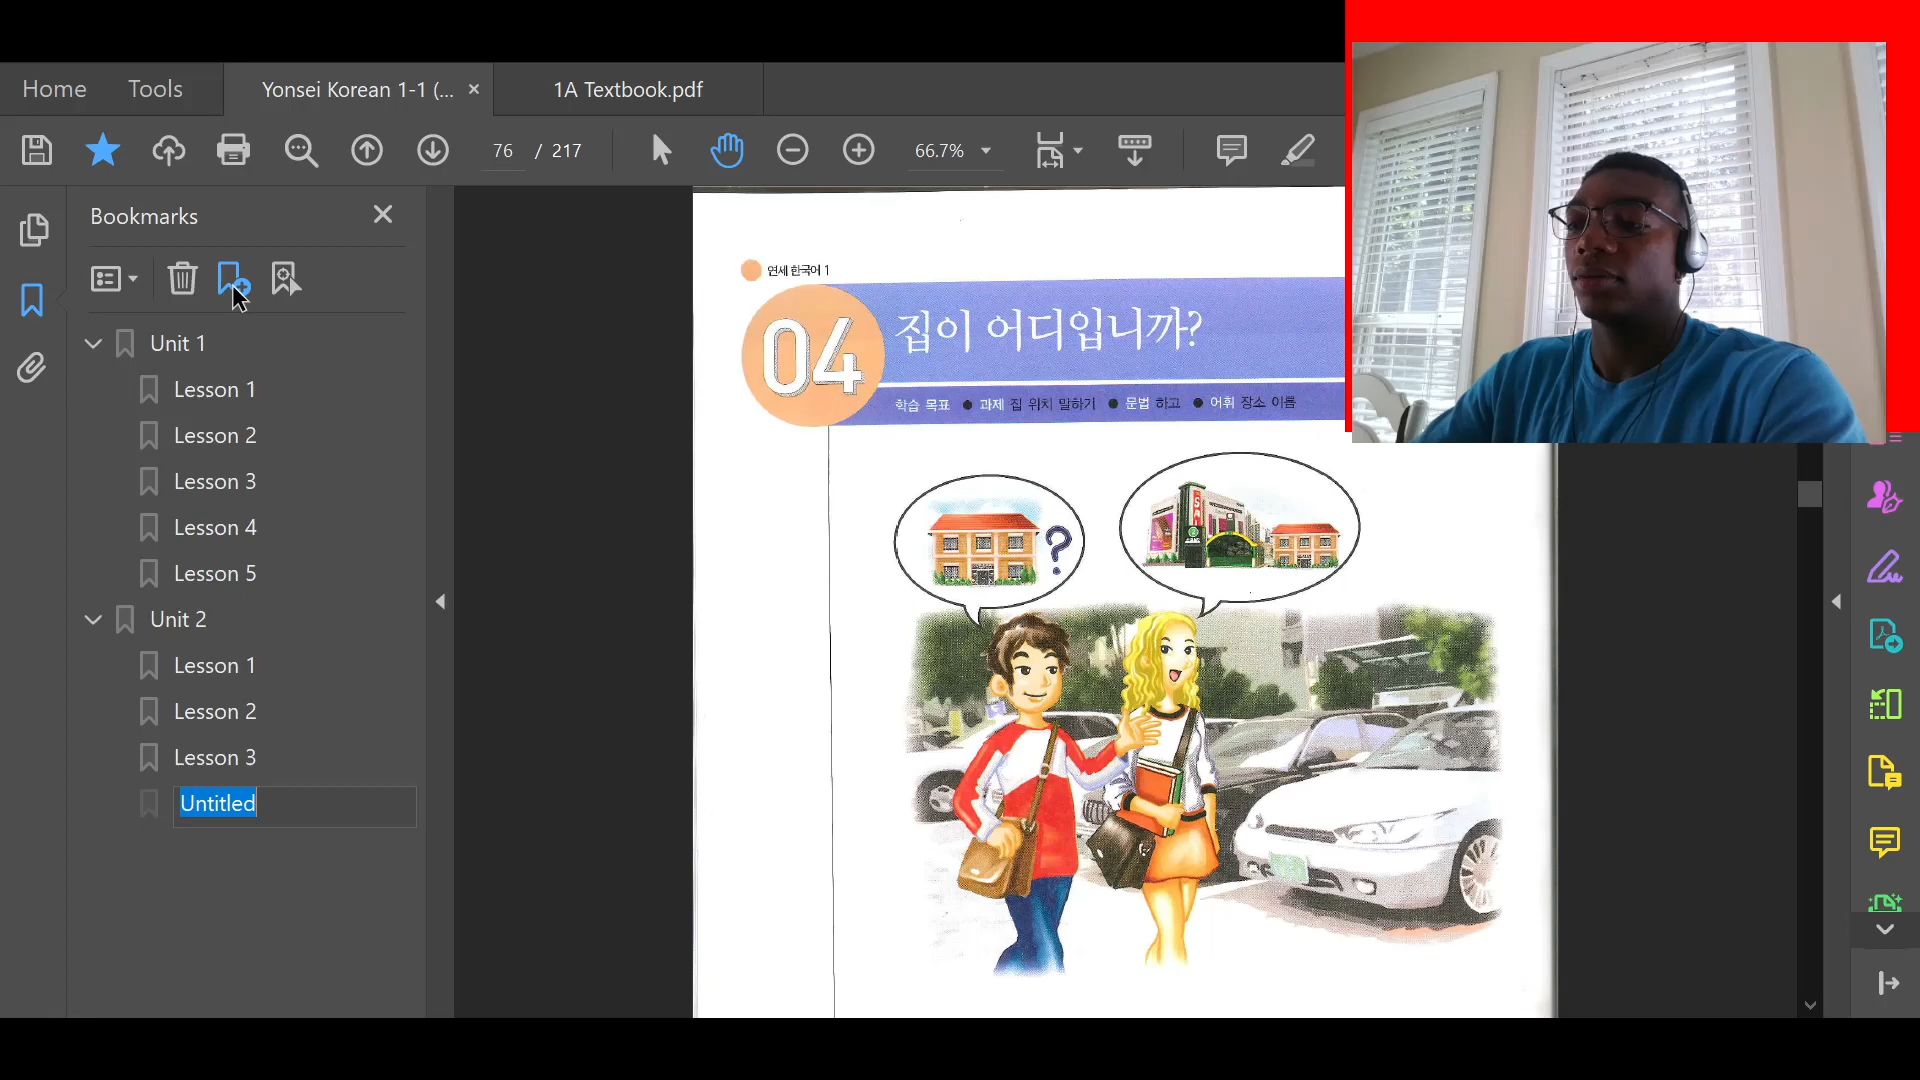 Home Tools Yonsei Korean 1-1 (... × 1A Textbook.pdf
76 / 217 66.7%
Bookmarks
Unit 1
Lesson 1
Lesson 2
Lesson 3
Lesson 4
Lesson 5
Unit 2
Lesson 1
Lesson 2
Lesson 3
Untitled
연세 한국어 1
04 집이 어디입니까?
학습 목표 ● 과제 집 위치 말하기 ● 문법 하고 ● 어휘 장소 이름
?